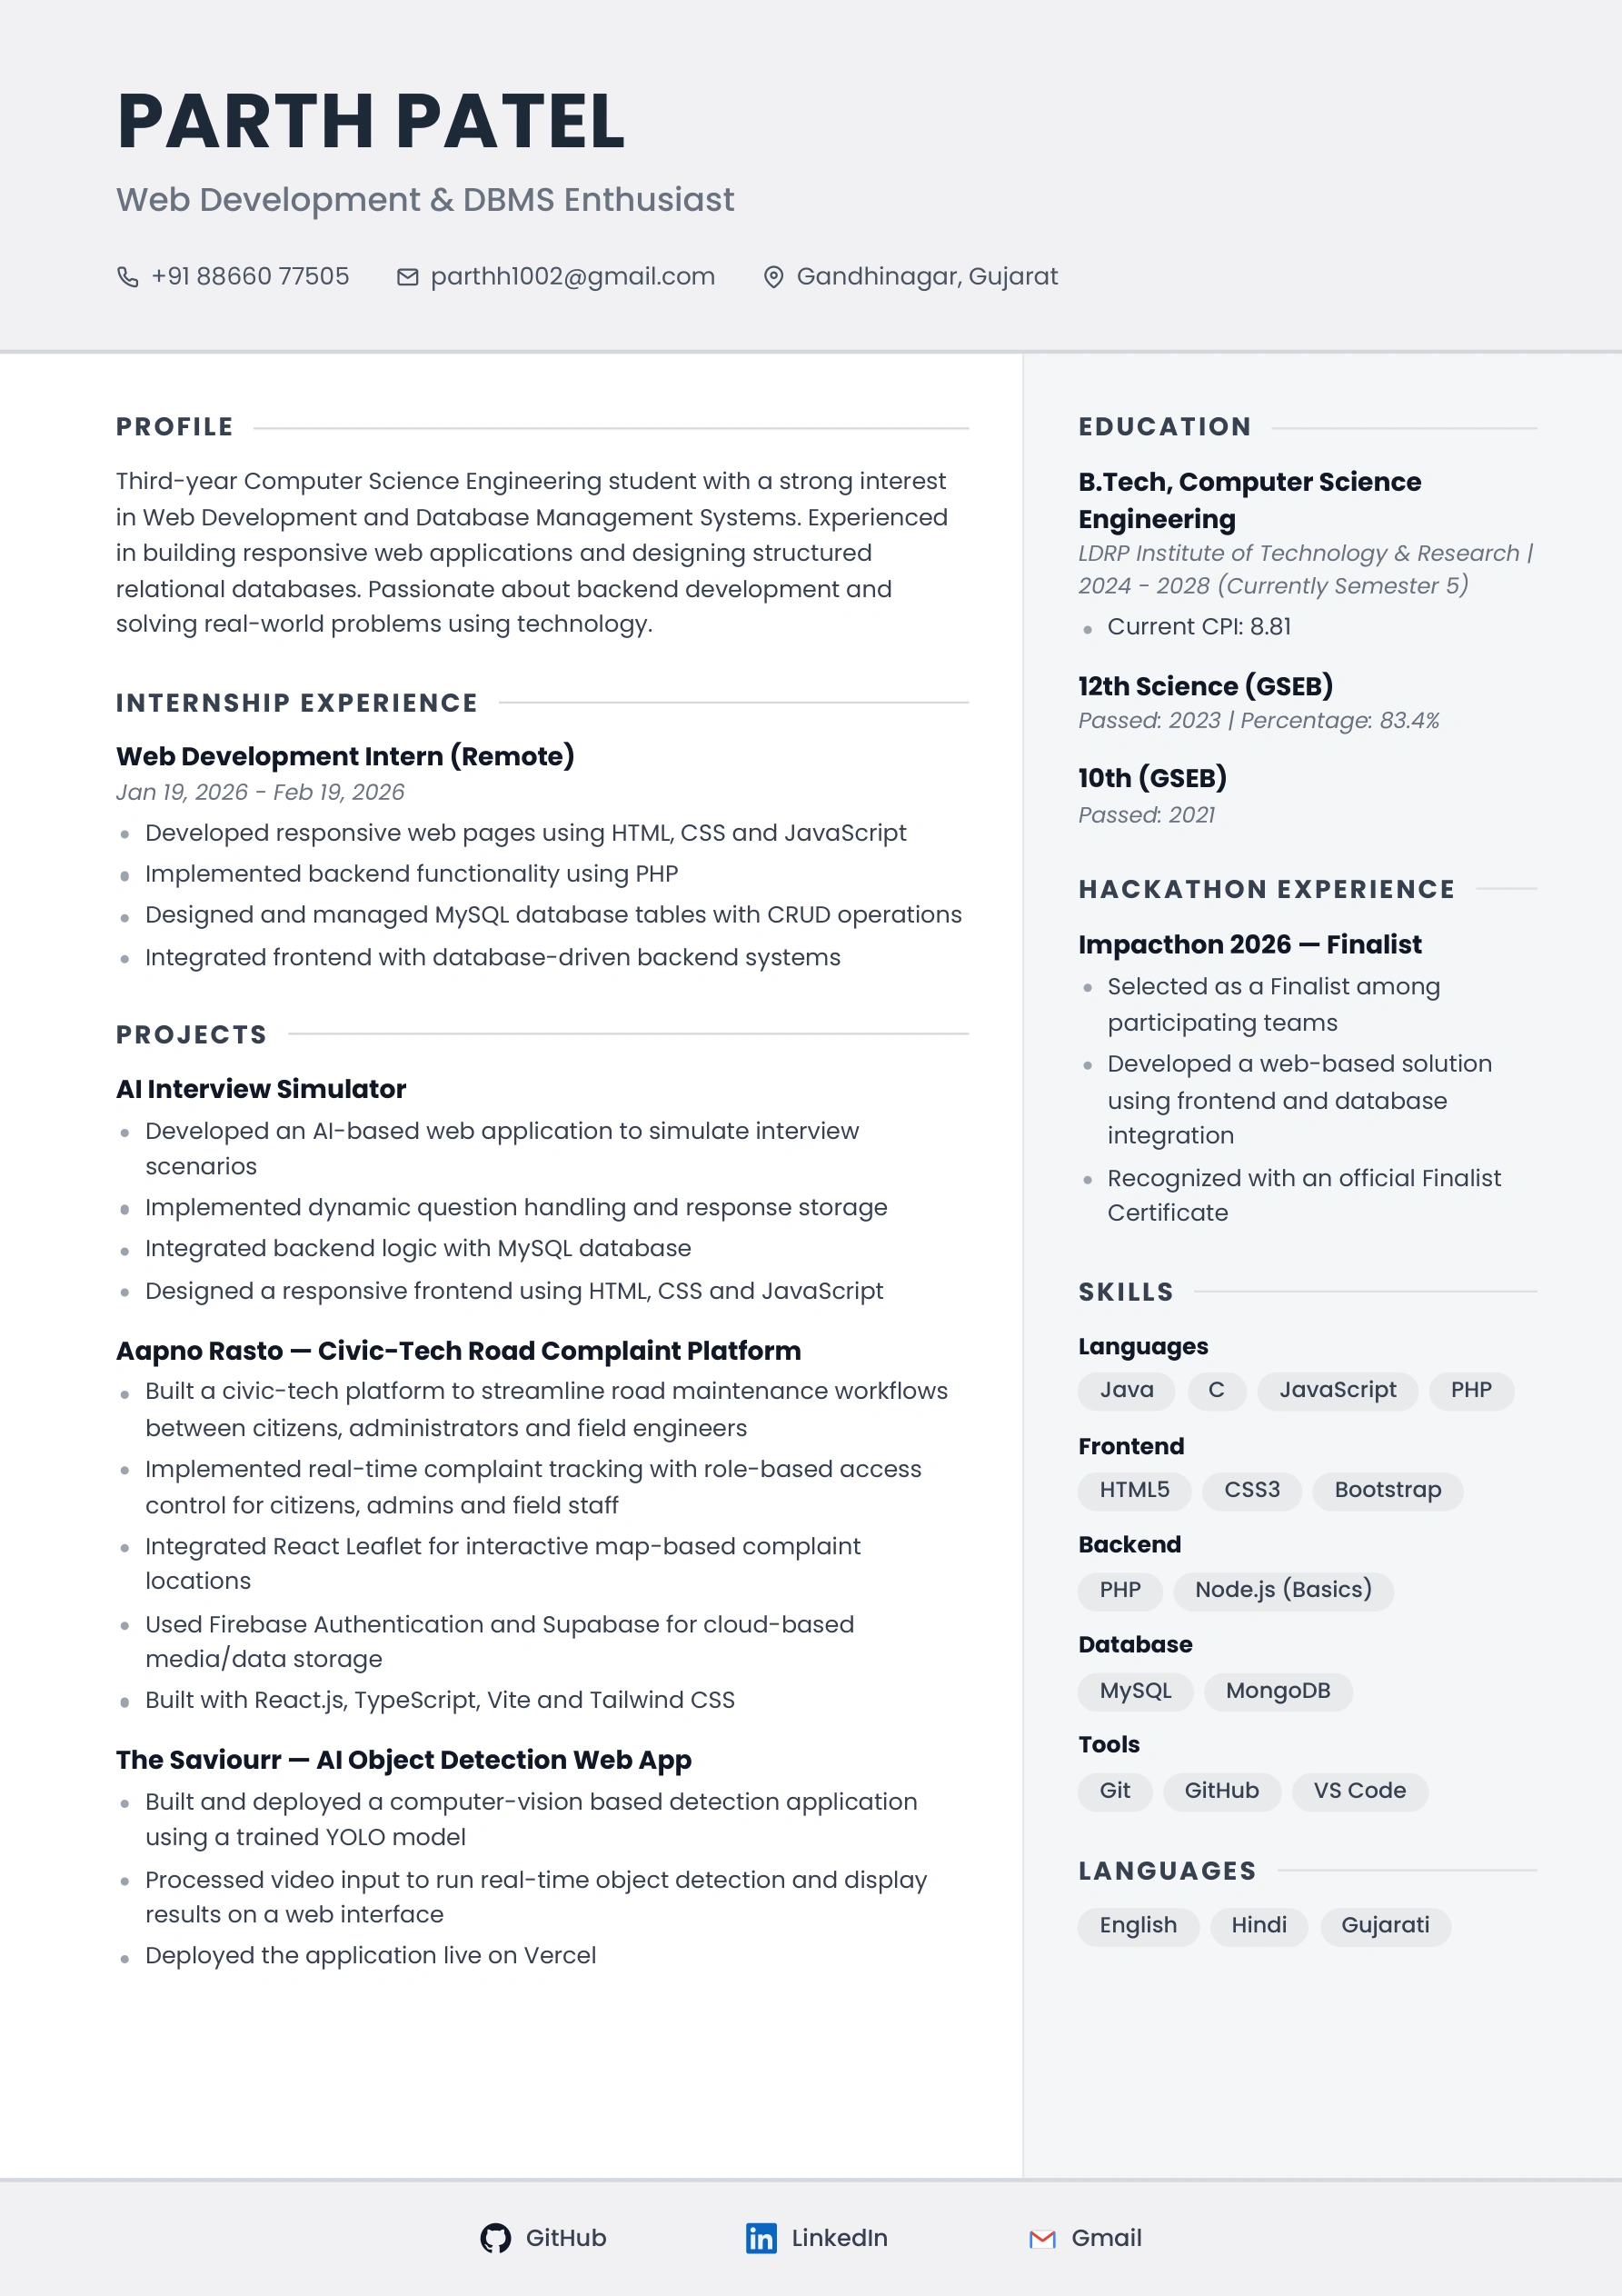 PARTH PATEL
Web Development & DBMS Enthusiast
+91 88660 77505
parthh1002@gmail.com
Gandhinagar, Gujarat
PROFILE
Third-year Computer Science Engineering student with a strong interest
in Web Development and Database Management Systems. Experienced
in building responsive web applications and designing structured
relational databases. Passionate about backend development and
solving real-world problems using technology.
INTERNSHIP EXPERIENCE
Web Development Intern (Remote)
Jan 19, 2026 - Feb 19, 2026
• Developed responsive web pages using HTML, CSS and JavaScript
• Implemented backend functionality using PHP
• Designed and managed MySQL database tables with CRUD operations
• Integrated frontend with database-driven backend systems
PROJECTS
AI Interview Simulator
• Developed an AI-based web application to simulate interview
scenarios
• Implemented dynamic question handling and response storage
• Integrated backend logic with MySQL database
• Designed a responsive frontend using HTML, CSS and JavaScript
Aapno Rasto — Civic-Tech Road Complaint Platform
• Built a civic-tech platform to streamline road maintenance workflows
between citizens, administrators and field engineers
• Implemented real-time complaint tracking with role-based access
control for citizens, admins and field staff
• Integrated React Leaflet for interactive map-based complaint
locations
• Used Firebase Authentication and Supabase for cloud-based
media/data storage
• Built with React.js, TypeScript, Vite and Tailwind CSS
The Saviourr — AI Object Detection Web App
• Built and deployed a computer-vision based detection application
using a trained YOLO model
• Processed video input to run real-time object detection and display
results on a web interface
• Deployed the application live on Vercel
EDUCATION
B.Tech, Computer Science
Engineering
LDRP Institute of Technology & Research |
2024 - 2028 (Currently Semester 5)
• Current CPI: 8.81
12th Science (GSEB)
Passed: 2023 | Percentage: 83.4%
10th (GSEB)
Passed: 2021
HACKATHON EXPERIENCE
Impacthon 2026 — Finalist
• Selected as a Finalist among
participating teams
• Developed a web-based solution
using frontend and database
integration
• Recognized with an official Finalist
Certificate
SKILLS
Languages
Java C JavaScript PHP
Frontend
HTML5 CSS3 Bootstrap
Backend
PHP Node.js (Basics)
Database
MySQL MongoDB
Tools
Git GitHub VS Code
LANGUAGES
English Hindi Gujarati
GitHub LinkedIn Gmail